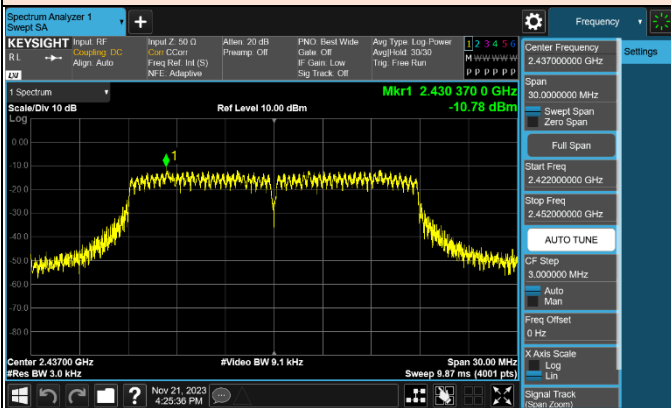 Spectrum Analyzer 1
Swept SA
+
Frequency
KEYSIGHT
R L
LXI
Input: RF
Coupling: DC
Align: Auto
Input Z: 50 Ω
Corr CCorr
Freq Ref: Int (S)
NFE: Adaptive
Atten: 20 dB
Preamp: Off
PNO: Best Wide
Gate: Off
IF Gain: Low
Sig Track: Off
Avg Type: Log-Power
Avg|Hold: 30/30
Trig: Free Run
1 2 3 4 5 6
M W W W W W
P P P P P P
1 Spectrum
Mkr1 2.430 370 0 GHz
Scale/Div 10 dB
Ref Level 10.00 dBm
-10.78 dBm
Log
0.00
-10.0
-20.0
-30.0
-40.0
-50.0
-60.0
-70.0
-80.0
1
Center 2.43700 GHz
#Video BW 9.1 kHz
Span 30.00 MHz
#Res BW 3.0 kHz
Sweep 9.87 ms (4001 pts)
Center Frequency
2.437000000 GHz
Settings
Span
30.0000000 MHz
Swept Span
Zero Span
Full Span
Start Freq
2.422000000 GHz
Stop Freq
2.452000000 GHz
AUTO TUNE
CF Step
3.000000 MHz
Auto
Man
Freq Offset
0 Hz
X Axis Scale
Log
Lin
Signal Track
(Span Zoom)
?
Nov 21, 2023
4:25:36 PM